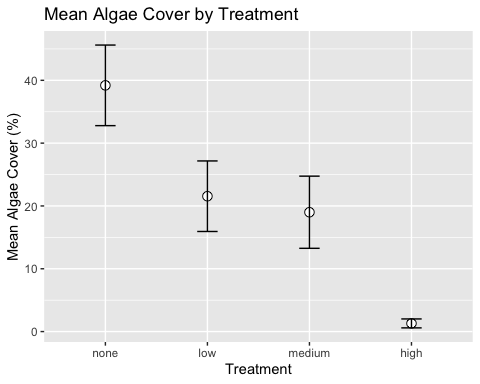 Mean Algae Cover by Treatment
Mean Algae Cover (%)
40
30
20
10
0
none low medium high
Treatment